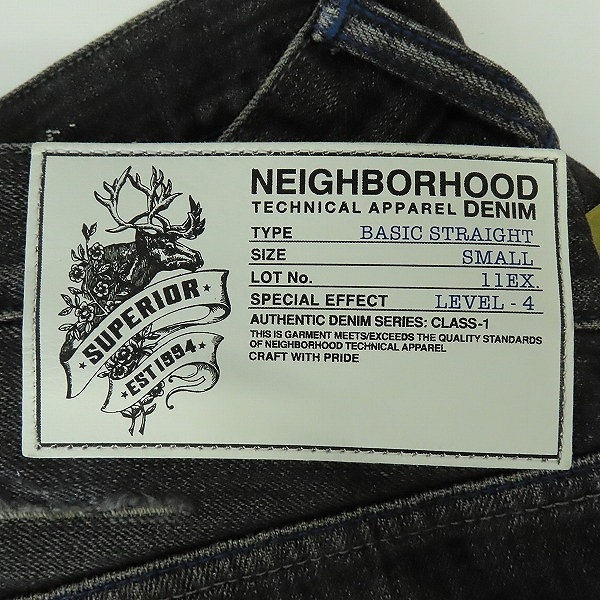 NEIGHBORHOOD
TECHNICAL APPAREL DENIM
TYPE BASIC STRAIGHT
SIZE SMALL
LOT No. 11EX.
SPECIAL EFFECT LEVEL - 4
AUTHENTIC DENIM SERIES: CLASS-1
THIS IS GARMENT MEETS/EXCEEDS THE QUALITY STANDARDS
OF NEIGHBORHOOD TECHNICAL APPAREL
CRAFT WITH PRIDE
SUPERIOR
EST 1994